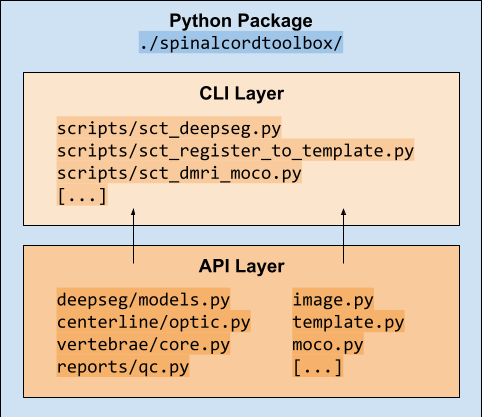 Python Package
./spinalcordtoolbox/
CLI Layer
scripts/sct_deepseg.py
scripts/sct_register_to_template.py
scripts/sct_dmri_moco.py
[...]
API Layer
deepseg/models.py
centerline/optic.py
vertebrae/core.py
reports/qc.py
image.py
template.py
moco.py
[...]